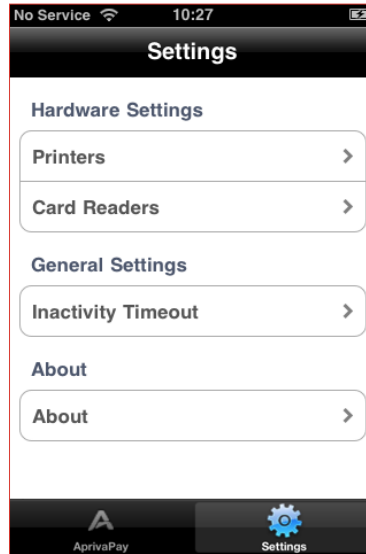 No Service 10:27
Settings
Hardware Settings
Printers
Card Readers
General Settings
Inactivity Timeout
About
About
AprivaPay Settings